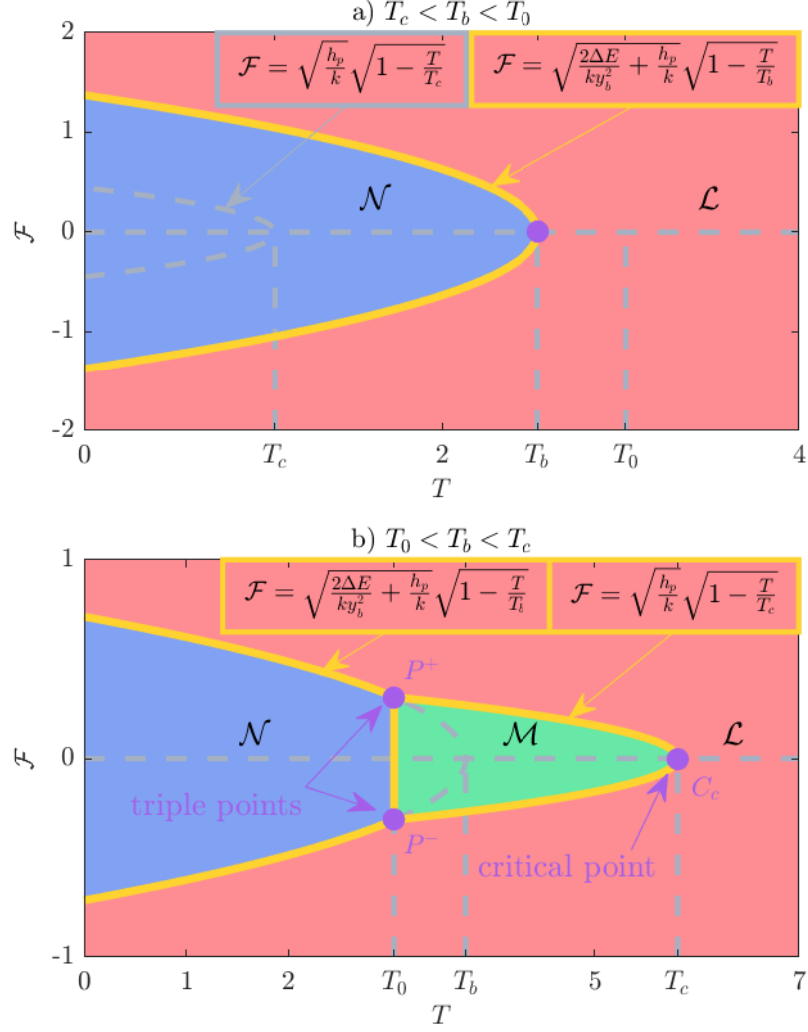 a) T_c < T_b < T_0
2
ℱ = √(h_p/k) √(1 − T/T_c)
ℱ = √(2ΔE/(k y_b^2) + h_p/k) √(1 − T/T_b)
1
𝒩
ℒ
ℱ
0
-1
-2
0 T_c 2 T_b T_0 4
T
b) T_0 < T_b < T_c
1
ℱ = √(2ΔE/(k y_b^2) + h_p/k) √(1 − T/T_b)
ℱ = √(h_p/k) √(1 − T/T_c)
P^+
𝒩
ℳ
ℒ
ℱ
0
C_c
triple points
P^−
critical point
-1
0 1 2 T_0 T_b 5 T_c 7
T